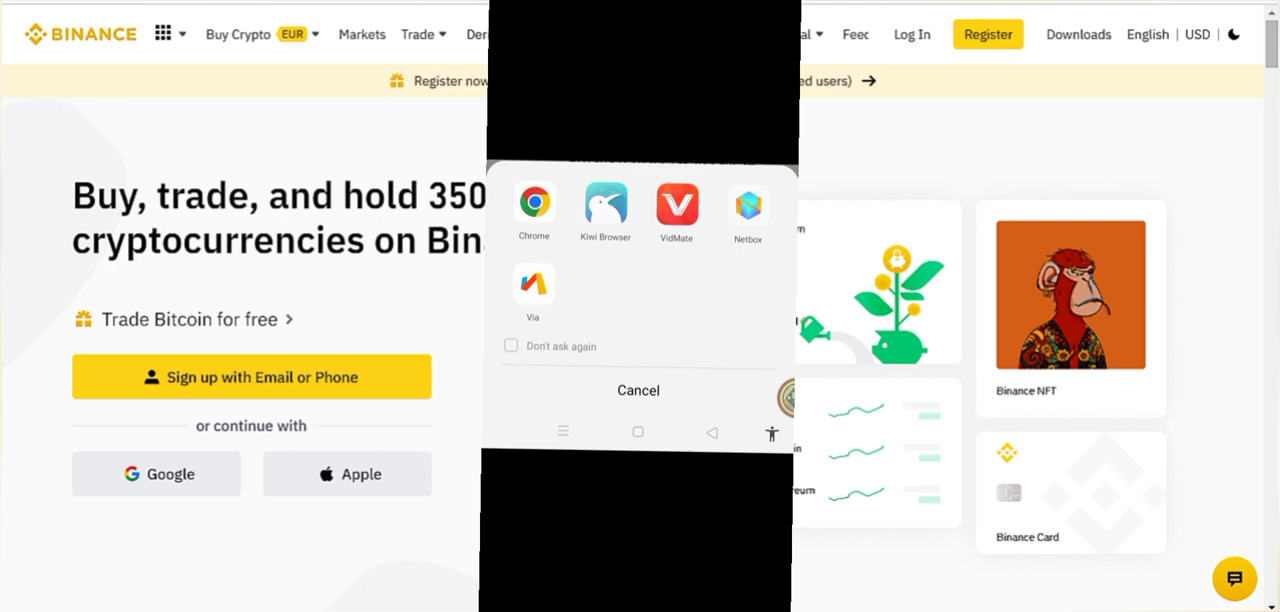 BINANCE
Buy Crypto EUR
Markets
Trade
Feec
Log In
Register
Downloads
English | USD |
Register now
ed users) →
Buy, trade, and hold 350
cryptocurrencies on Bin
Trade Bitcoin for free >
Sign up with Email or Phone
or continue with
Google
Apple
Chrome
Kiwi Browser
VidMate
Netbox
Via
Don't ask again
Cancel
Binance NFT
Binance Card